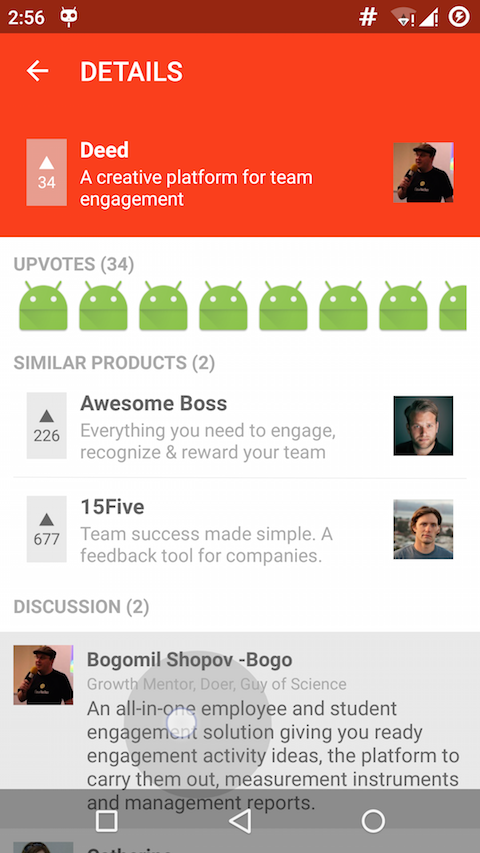 2:56
DETAILS
Deed
A creative platform for team
engagement
34
UPVOTES (34)
SIMILAR PRODUCTS (2)
Awesome Boss
Everything you need to engage,
recognize & reward your team
226
15Five
Team success made simple. A
feedback tool for companies.
677
DISCUSSION (2)
Bogomil Shopov -Bogo
Growth Mentor, Doer, Guy of Science
An all-in-one employee and student
engagement solution giving you ready
engagement activity ideas, the platform to
carry them out, measurement instruments
and management reports.